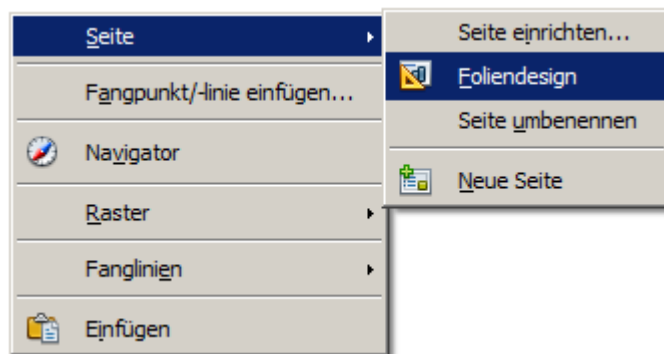 Seite
Fangpunkt/-linie einfügen...
Navigator
Raster
Fanglinien
Einfügen
Seite einrichten...
Foliendesign
Seite umbenennen
Neue Seite